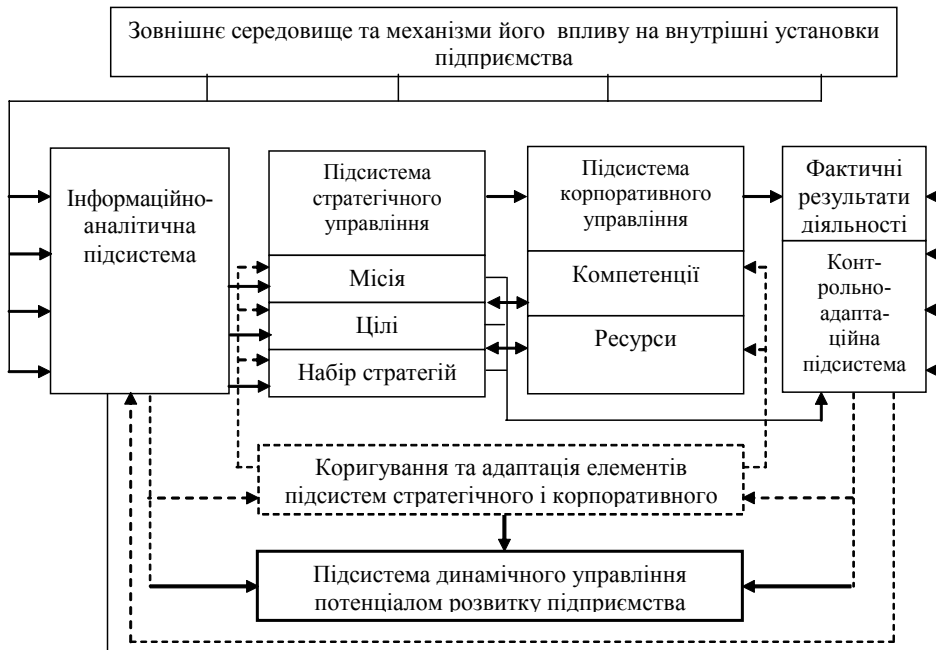 Зовнішнє середовище та механізми його впливу на внутрішні установки
підприємства
Інформаційно-
аналітична
підсистема
Підсистема
стратегічного
управління
Місія
Цілі
Набір стратегій
Підсистема
корпоративного
управління
Компетенції
Ресурси
Фактичні
результати
діяльності
Конт-
рольно-
адапта-
ційна
підсистема
Коригування та адаптація елементів
підсистем стратегічного і корпоративного
Підсистема динамічного управління
потенціалом розвитку підприємства